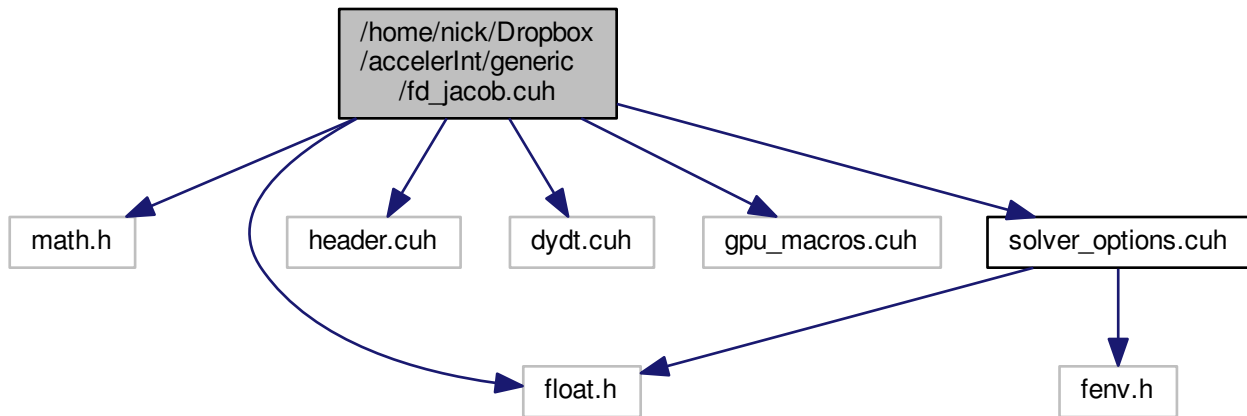 /home/nick/Dropbox
/accelerInt/generic
/fd_jacob.cuh
math.h
header.cuh
dydt.cuh
gpu_macros.cuh
solver_options.cuh
float.h
fenv.h